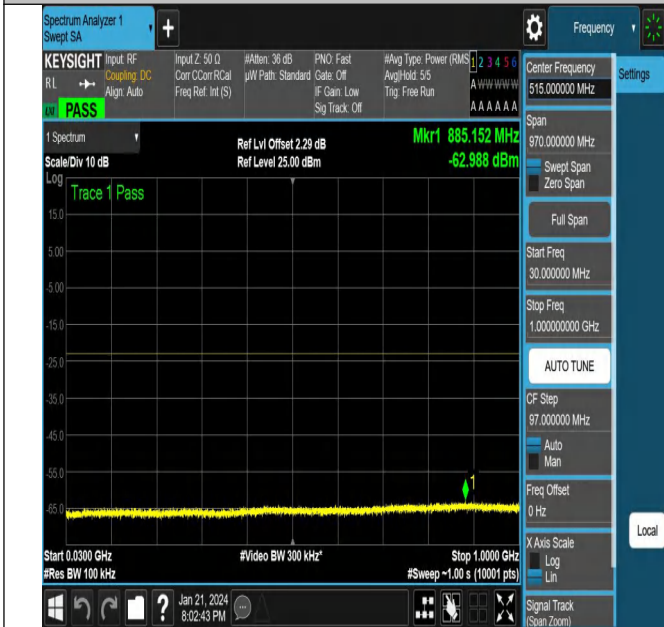 Spectrum Analyzer 1
Swept SA
Frequency
KEYSIGHT
RL
PASS
Input: RF
Coupling: DC
Align: Auto
Input Z: 50 Ω
Corr CCorr RCal
Freq Ref: Int (S)
#Atten: 36 dB
µW Path: Standard
PNO: Fast
Gate: Off
IF Gain: Low
Sig Track: Off
#Avg Type: Power (RMS
Avg|Hold: 5/5
Trig: Free Run
1 2 3 4 5 6
A W W W W W
A A A A A A
1 Spectrum
Scale/Div 10 dB
Log
Ref Lvl Offset 2.29 dB
Ref Level 25.00 dBm
Mkr1 885.152 MHz
-62.988 dBm
Trace 1 Pass
15.0
5.00
-5.00
-15.0
-25.0
-35.0
-45.0
-55.0
-65.0
1
Start 0.0300 GHz
#Res BW 100 kHz
#Video BW 300 kHz*
Stop 1.0000 GHz
#Sweep ~1.00 s (10001 pts)
Jan 21, 2024
8:02:43 PM
Center Frequency
515.000000 MHz
Span
970.000000 MHz
Swept Span
Zero Span
Full Span
Start Freq
30.000000 MHz
Stop Freq
1.000000000 GHz
AUTO TUNE
CF Step
97.000000 MHz
Auto
Man
Freq Offset
0 Hz
X Axis Scale
Log
Lin
Signal Track
(Span Zoom)
Settings
Local